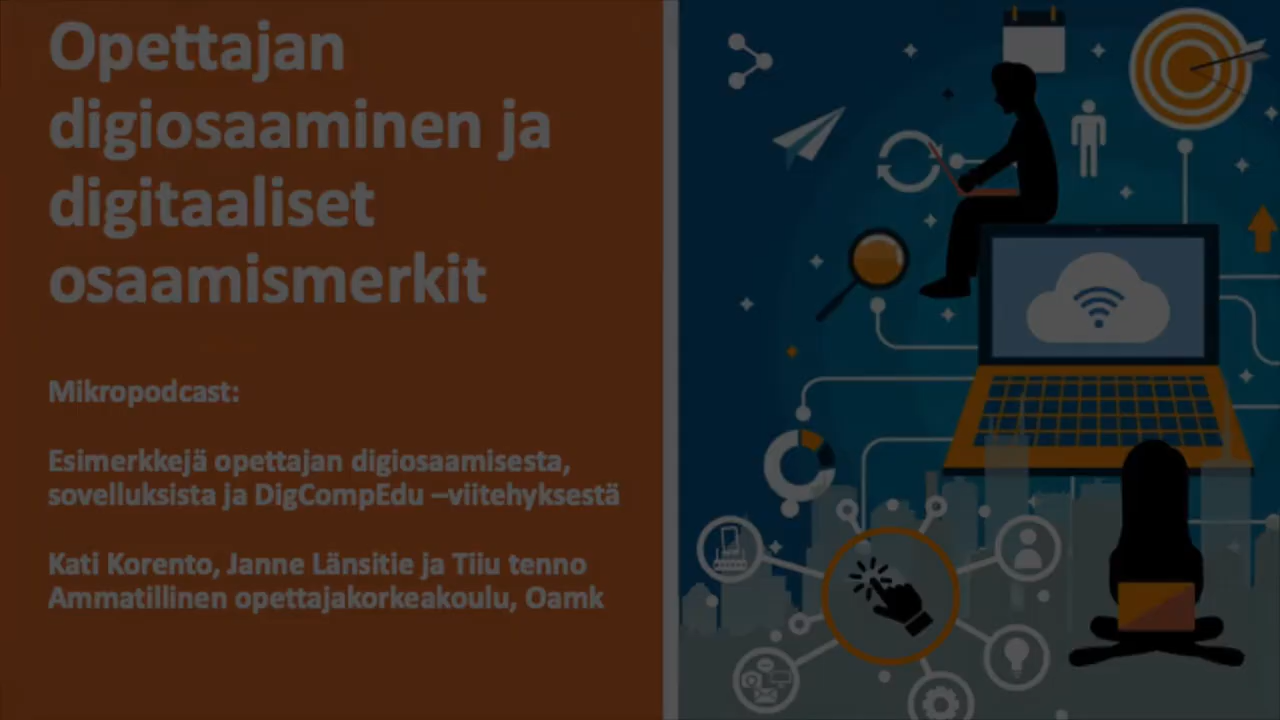 Opettajan
digiosaaminen ja
digitaaliset
osaamismerkit
Mikropodcast:
Esimerkkejä opettajan digiosaamisesta,
sovelluksista ja DigCompEdu –viitehyksestä
Kati Korento, Janne Länsitie ja Tiiu tenno
Ammatillinen opettajakorkeakoulu, Oamk